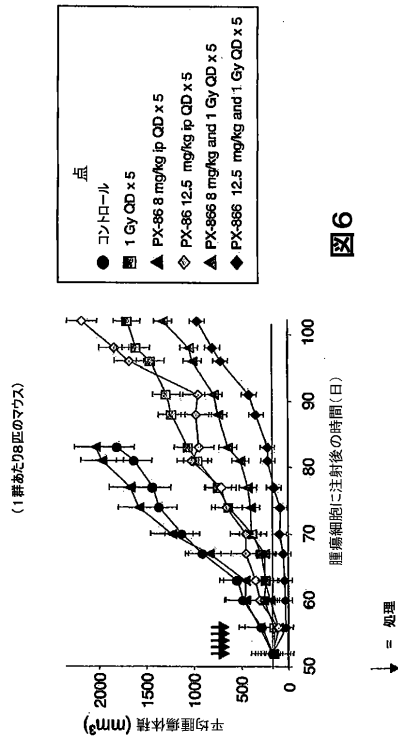 (1群あたり8匹のマウス)
平均腫瘍体積 (mm³)
2000
1500
1000
500
0
50
60
70
80
90
100
腫瘍細胞に注射後の時間(日)
= 処理
点
コントロール
1 Gy QD x 5
PX-86 8 mg/kg ip QD x 5
PX-86 12.5 mg/kg ip QD x 5
PX-866 8 mg/kg and 1 Gy QD x 5
PX-866 12.5 mg/kg and 1 Gy QD x 5
図6